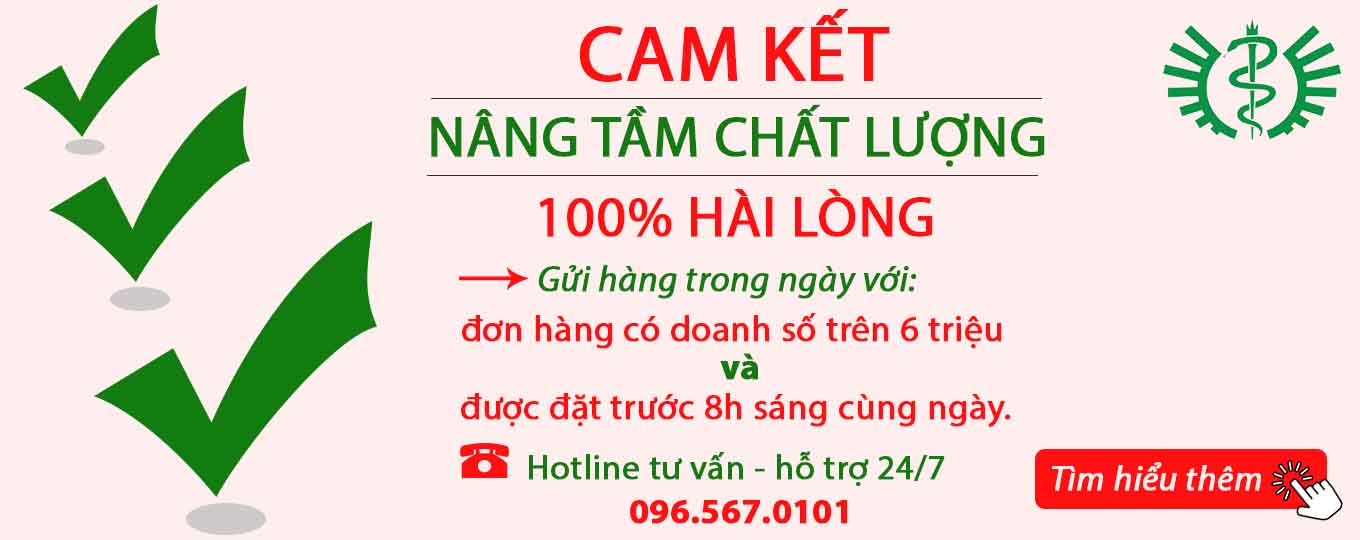 CAM KẾT
NÂNG TẦM CHẤT LƯỢNG
100% HÀI LÒNG
Gửi hàng trong ngày với:
đơn hàng có doanh số trên 6 triệu
và
được đặt trước 8h sáng cùng ngày.
Hotline tư vấn - hỗ trợ 24/7
096.567.0101
Tìm hiểu thêm